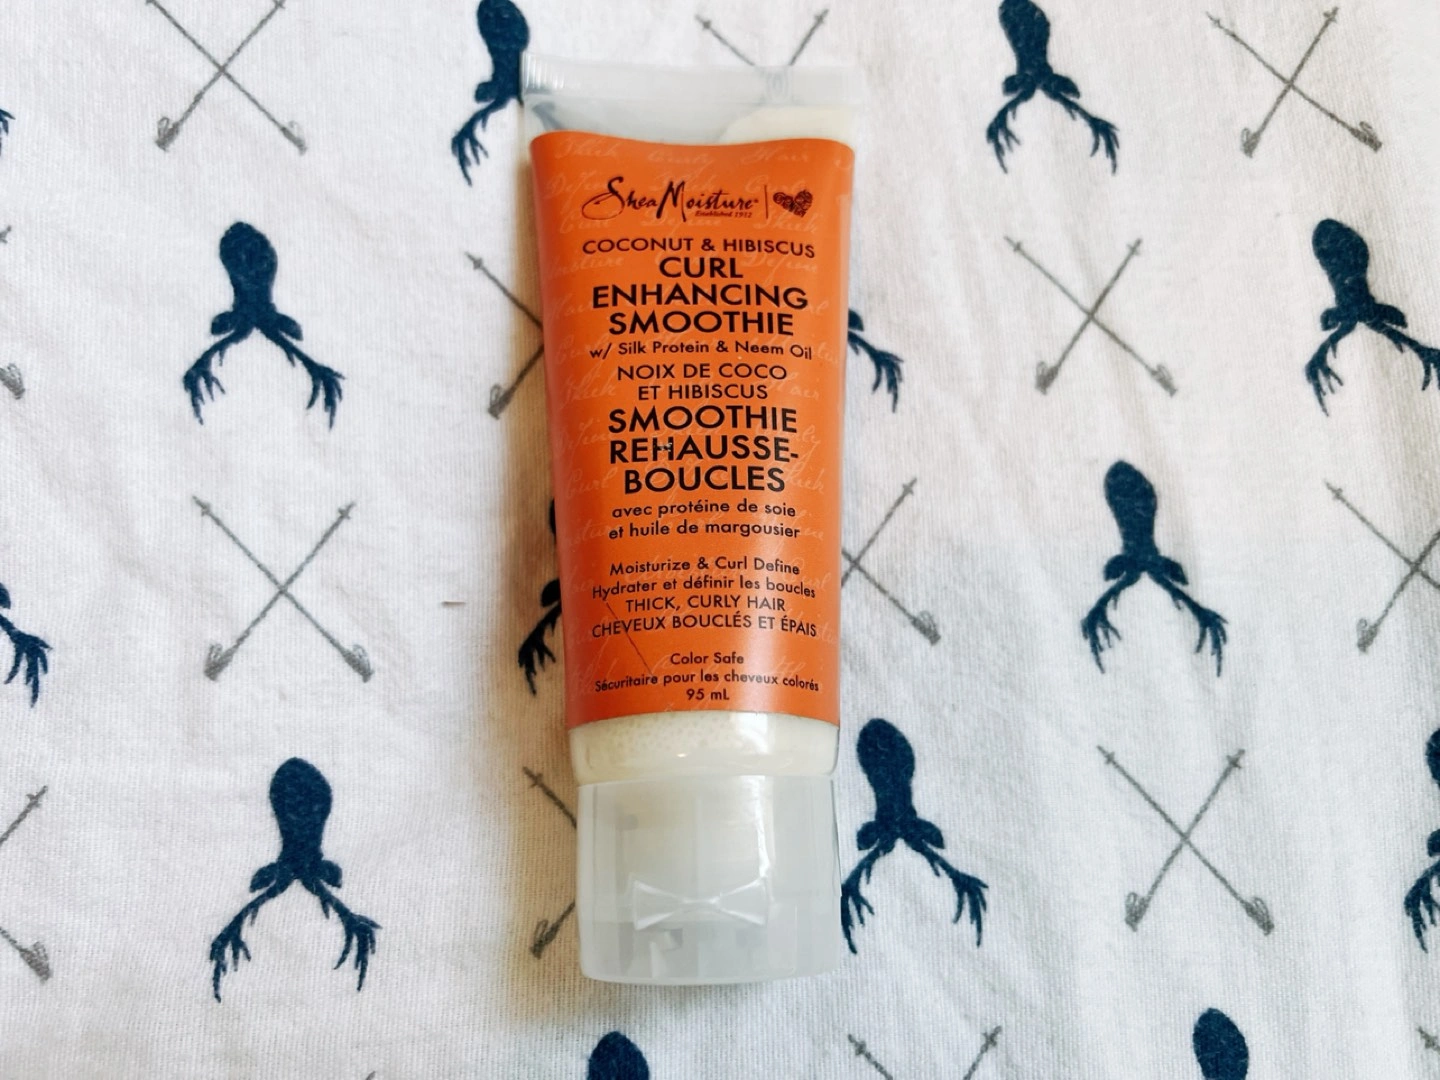 SheaMoisture
Established 1912
COCONUT & HIBISCUS
CURL
ENHANCING
SMOOTHIE
w/ Silk Protein & Neem Oil
NOIX DE COCO
ET HIBISCUS
SMOOTHIE
REHAUSSE-
BOUCLES
avec protéine de soie
et huile de margousier
Moisturize & Curl Define
Hydrater et définir les boucles
THICK, CURLY HAIR
CHEVEUX BOUCLÉS ET ÉPAIS
Color Safe
Sécuritaire pour les cheveux colorés
95 mL